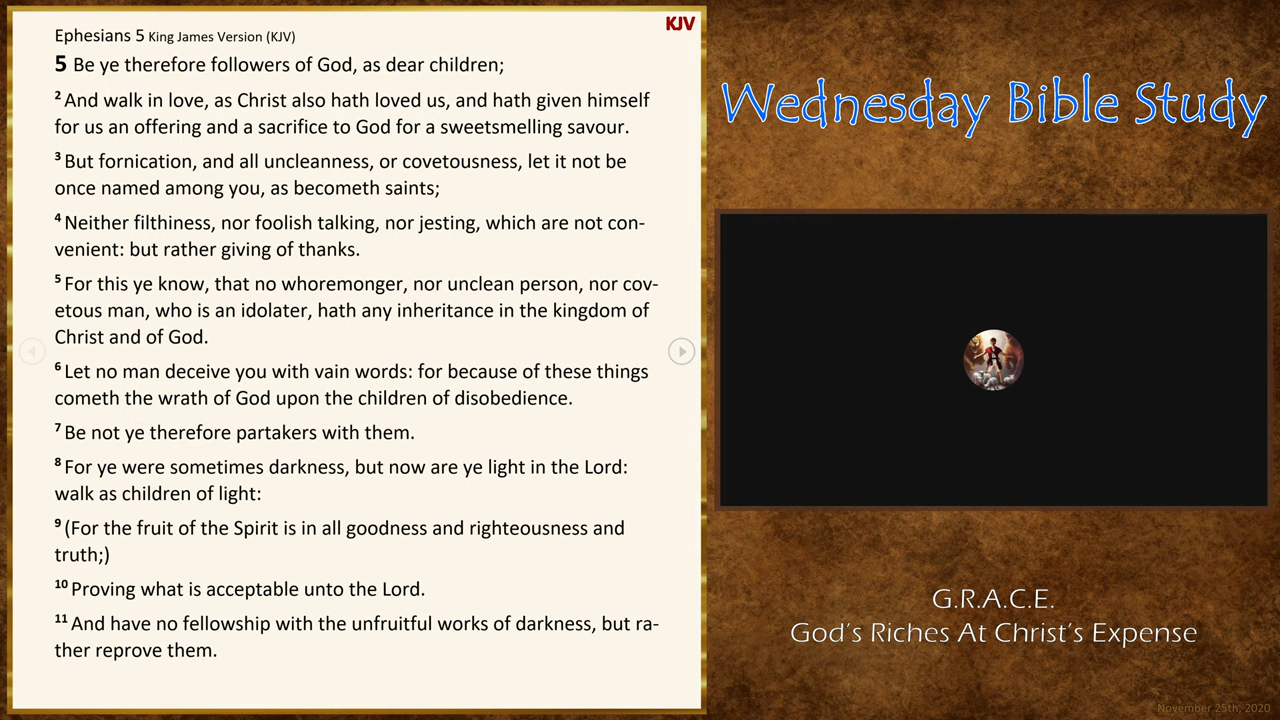 KJV
Ephesians 5 King James Version (KJV)
5 Be ye therefore followers of God, as dear children;
2 And walk in love, as Christ also hath loved us, and hath given himself
for us an offering and a sacrifice to God for a sweetsmelling savour.
3 But fornication, and all uncleanness, or covetousness, let it not be
once named among you, as becometh saints;
4 Neither filthiness, nor foolish talking, nor jesting, which are not con-
venient: but rather giving of thanks.
5 For this ye know, that no whoremonger, nor unclean person, nor cov-
etous man, who is an idolater, hath any inheritance in the kingdom of
Christ and of God.
6 Let no man deceive you with vain words: for because of these things
cometh the wrath of God upon the children of disobedience.
7 Be not ye therefore partakers with them.
8 For ye were sometimes darkness, but now are ye light in the Lord:
walk as children of light:
9 (For the fruit of the Spirit is in all goodness and righteousness and
truth;)
10 Proving what is acceptable unto the Lord.
11 And have no fellowship with the unfruitful works of darkness, but ra-
ther reprove them.
Wednesday Bible Study
G.R.A.C.E.
God's Riches At Christ's Expense
November 25th, 2020